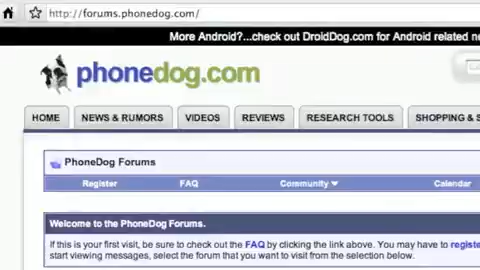 http://forums.phonedog.com/
More Android?...check out DroidDog.com for Android related
phonedog.com
HOME NEWS & RUMORS VIDEOS REVIEWS RESEARCH TOOLS SHOPPING &
PhoneDog Forums
Register FAQ Community Calendar
Welcome to the PhoneDog Forums.
If this is your first visit, be sure to check out the FAQ by clicking the link above. You may have to
start viewing messages, select the forum that you want to visit from the selection below.